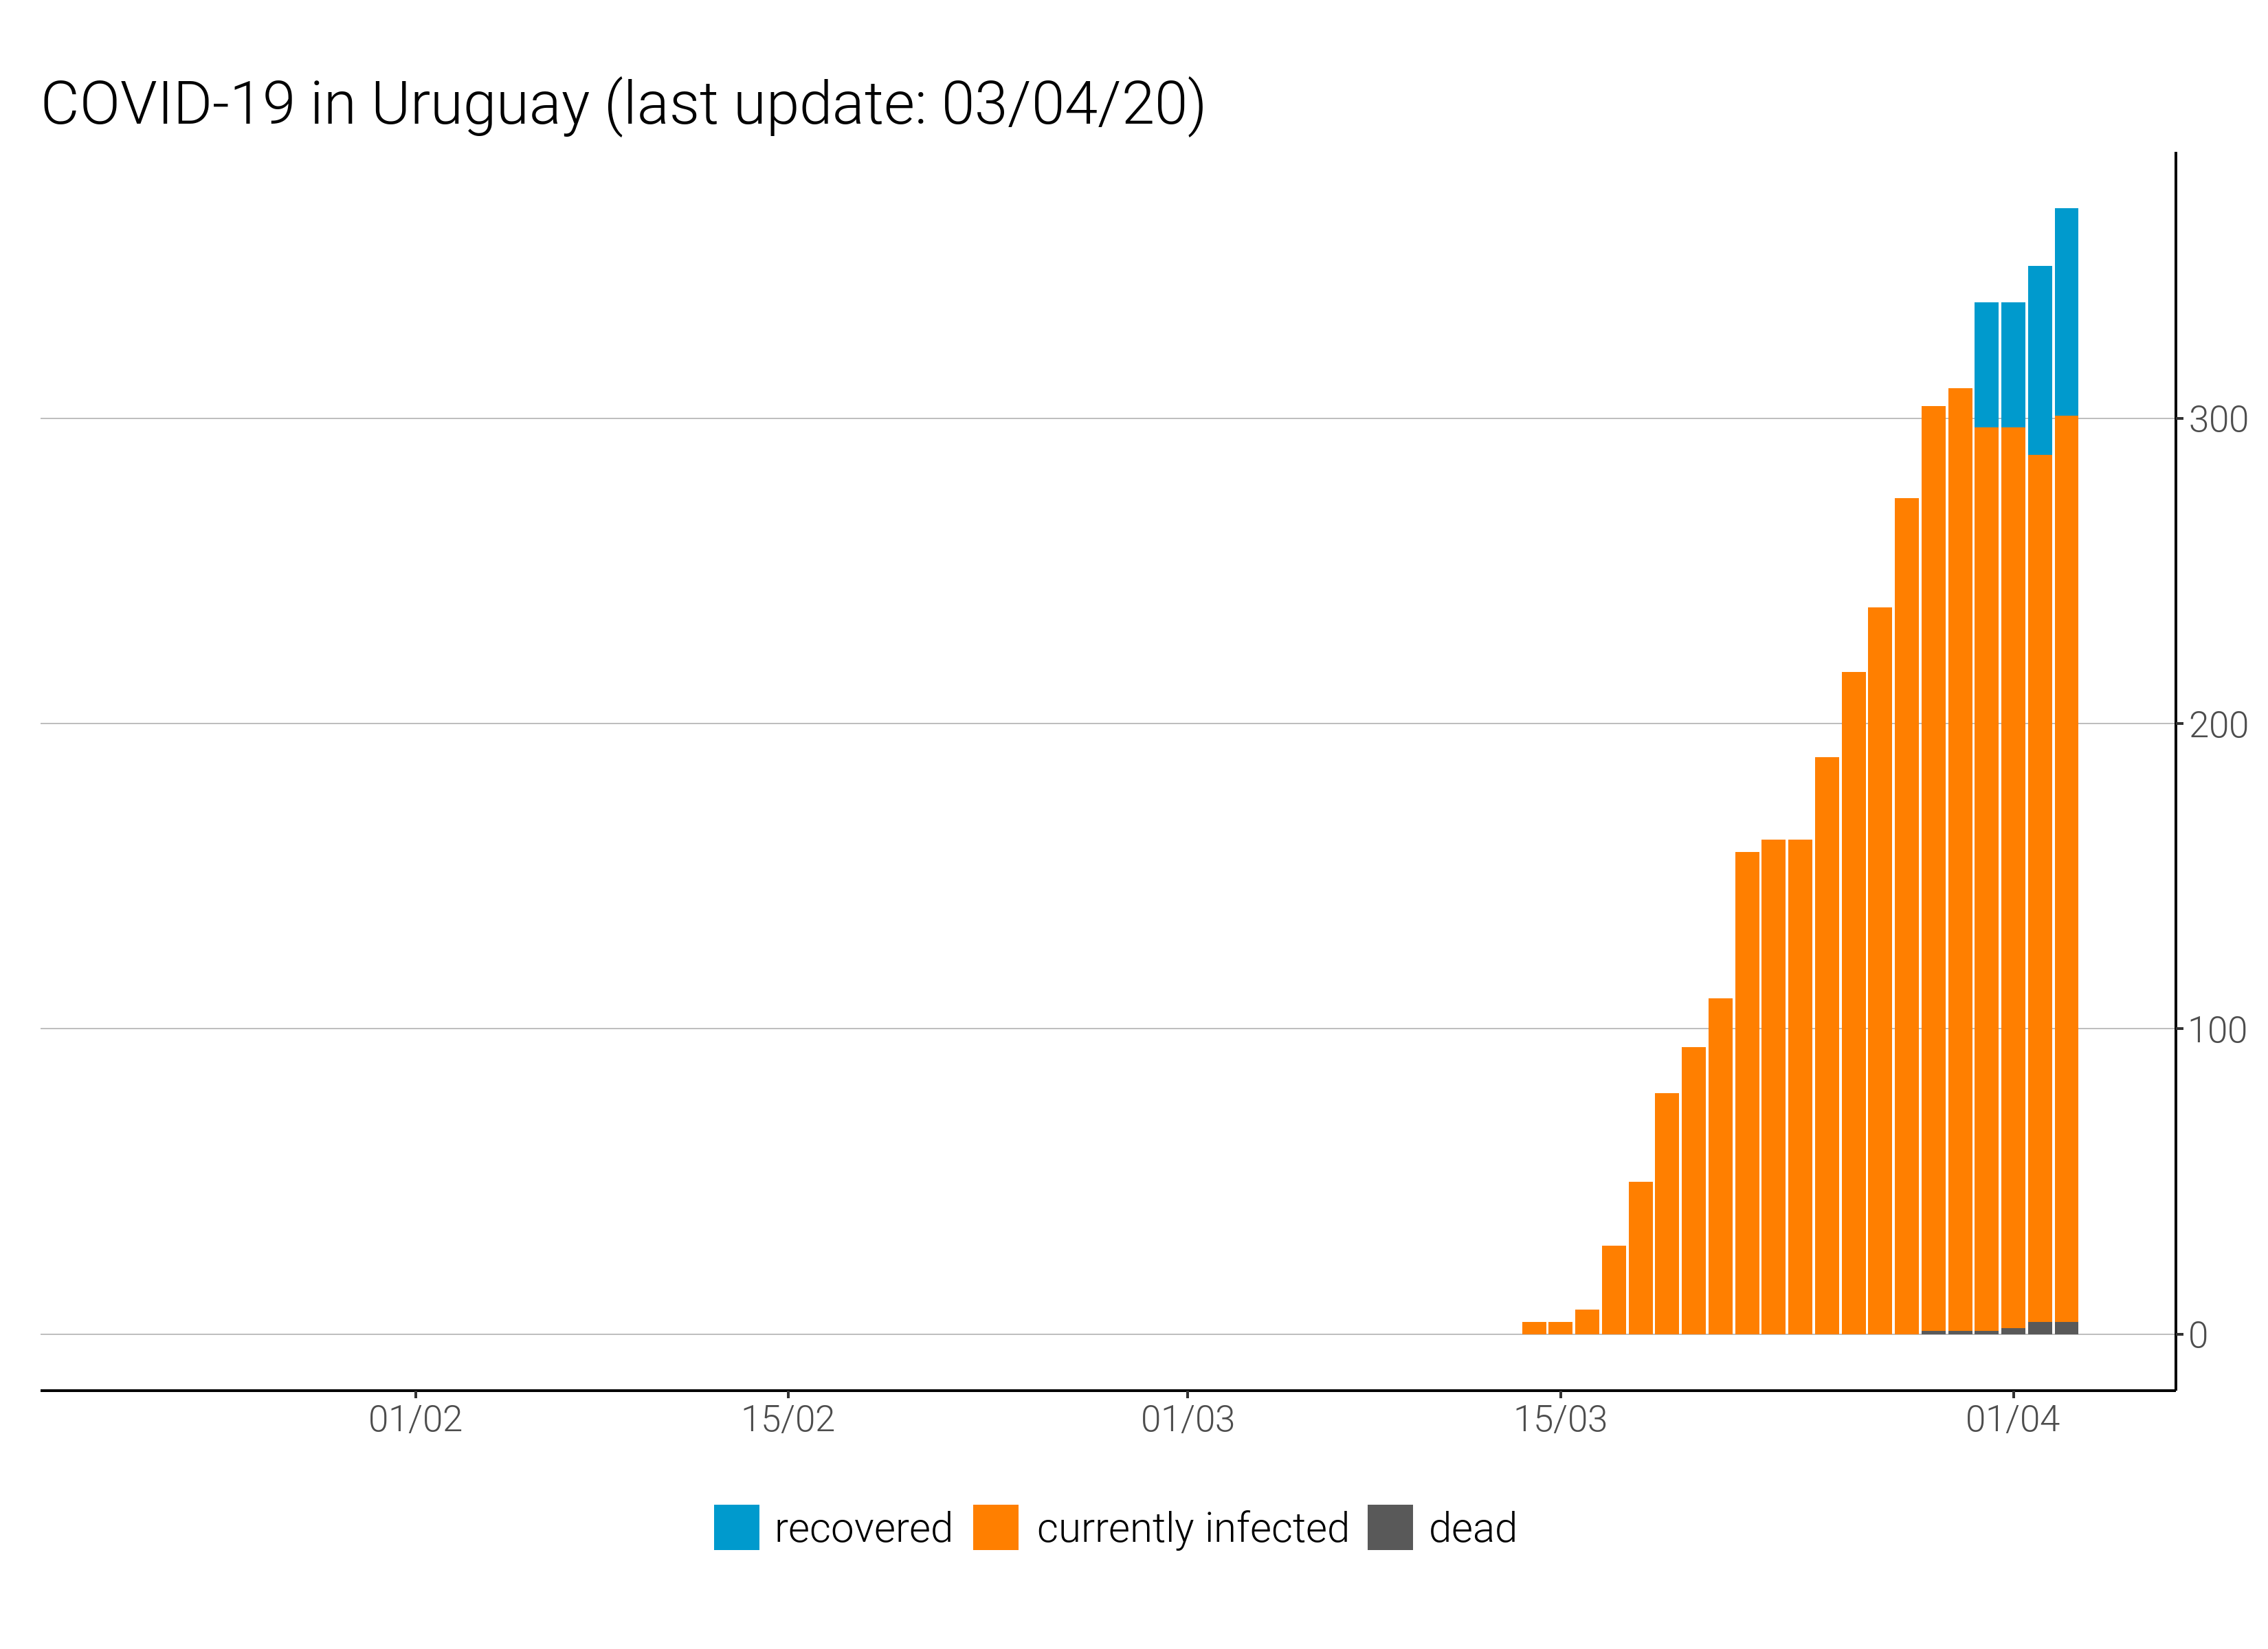 COVID-19 in Uruguay (last update: 03/04/20)
300
200
100
0
01/02 15/02 01/03 15/03 01/04
recovered currently infected dead